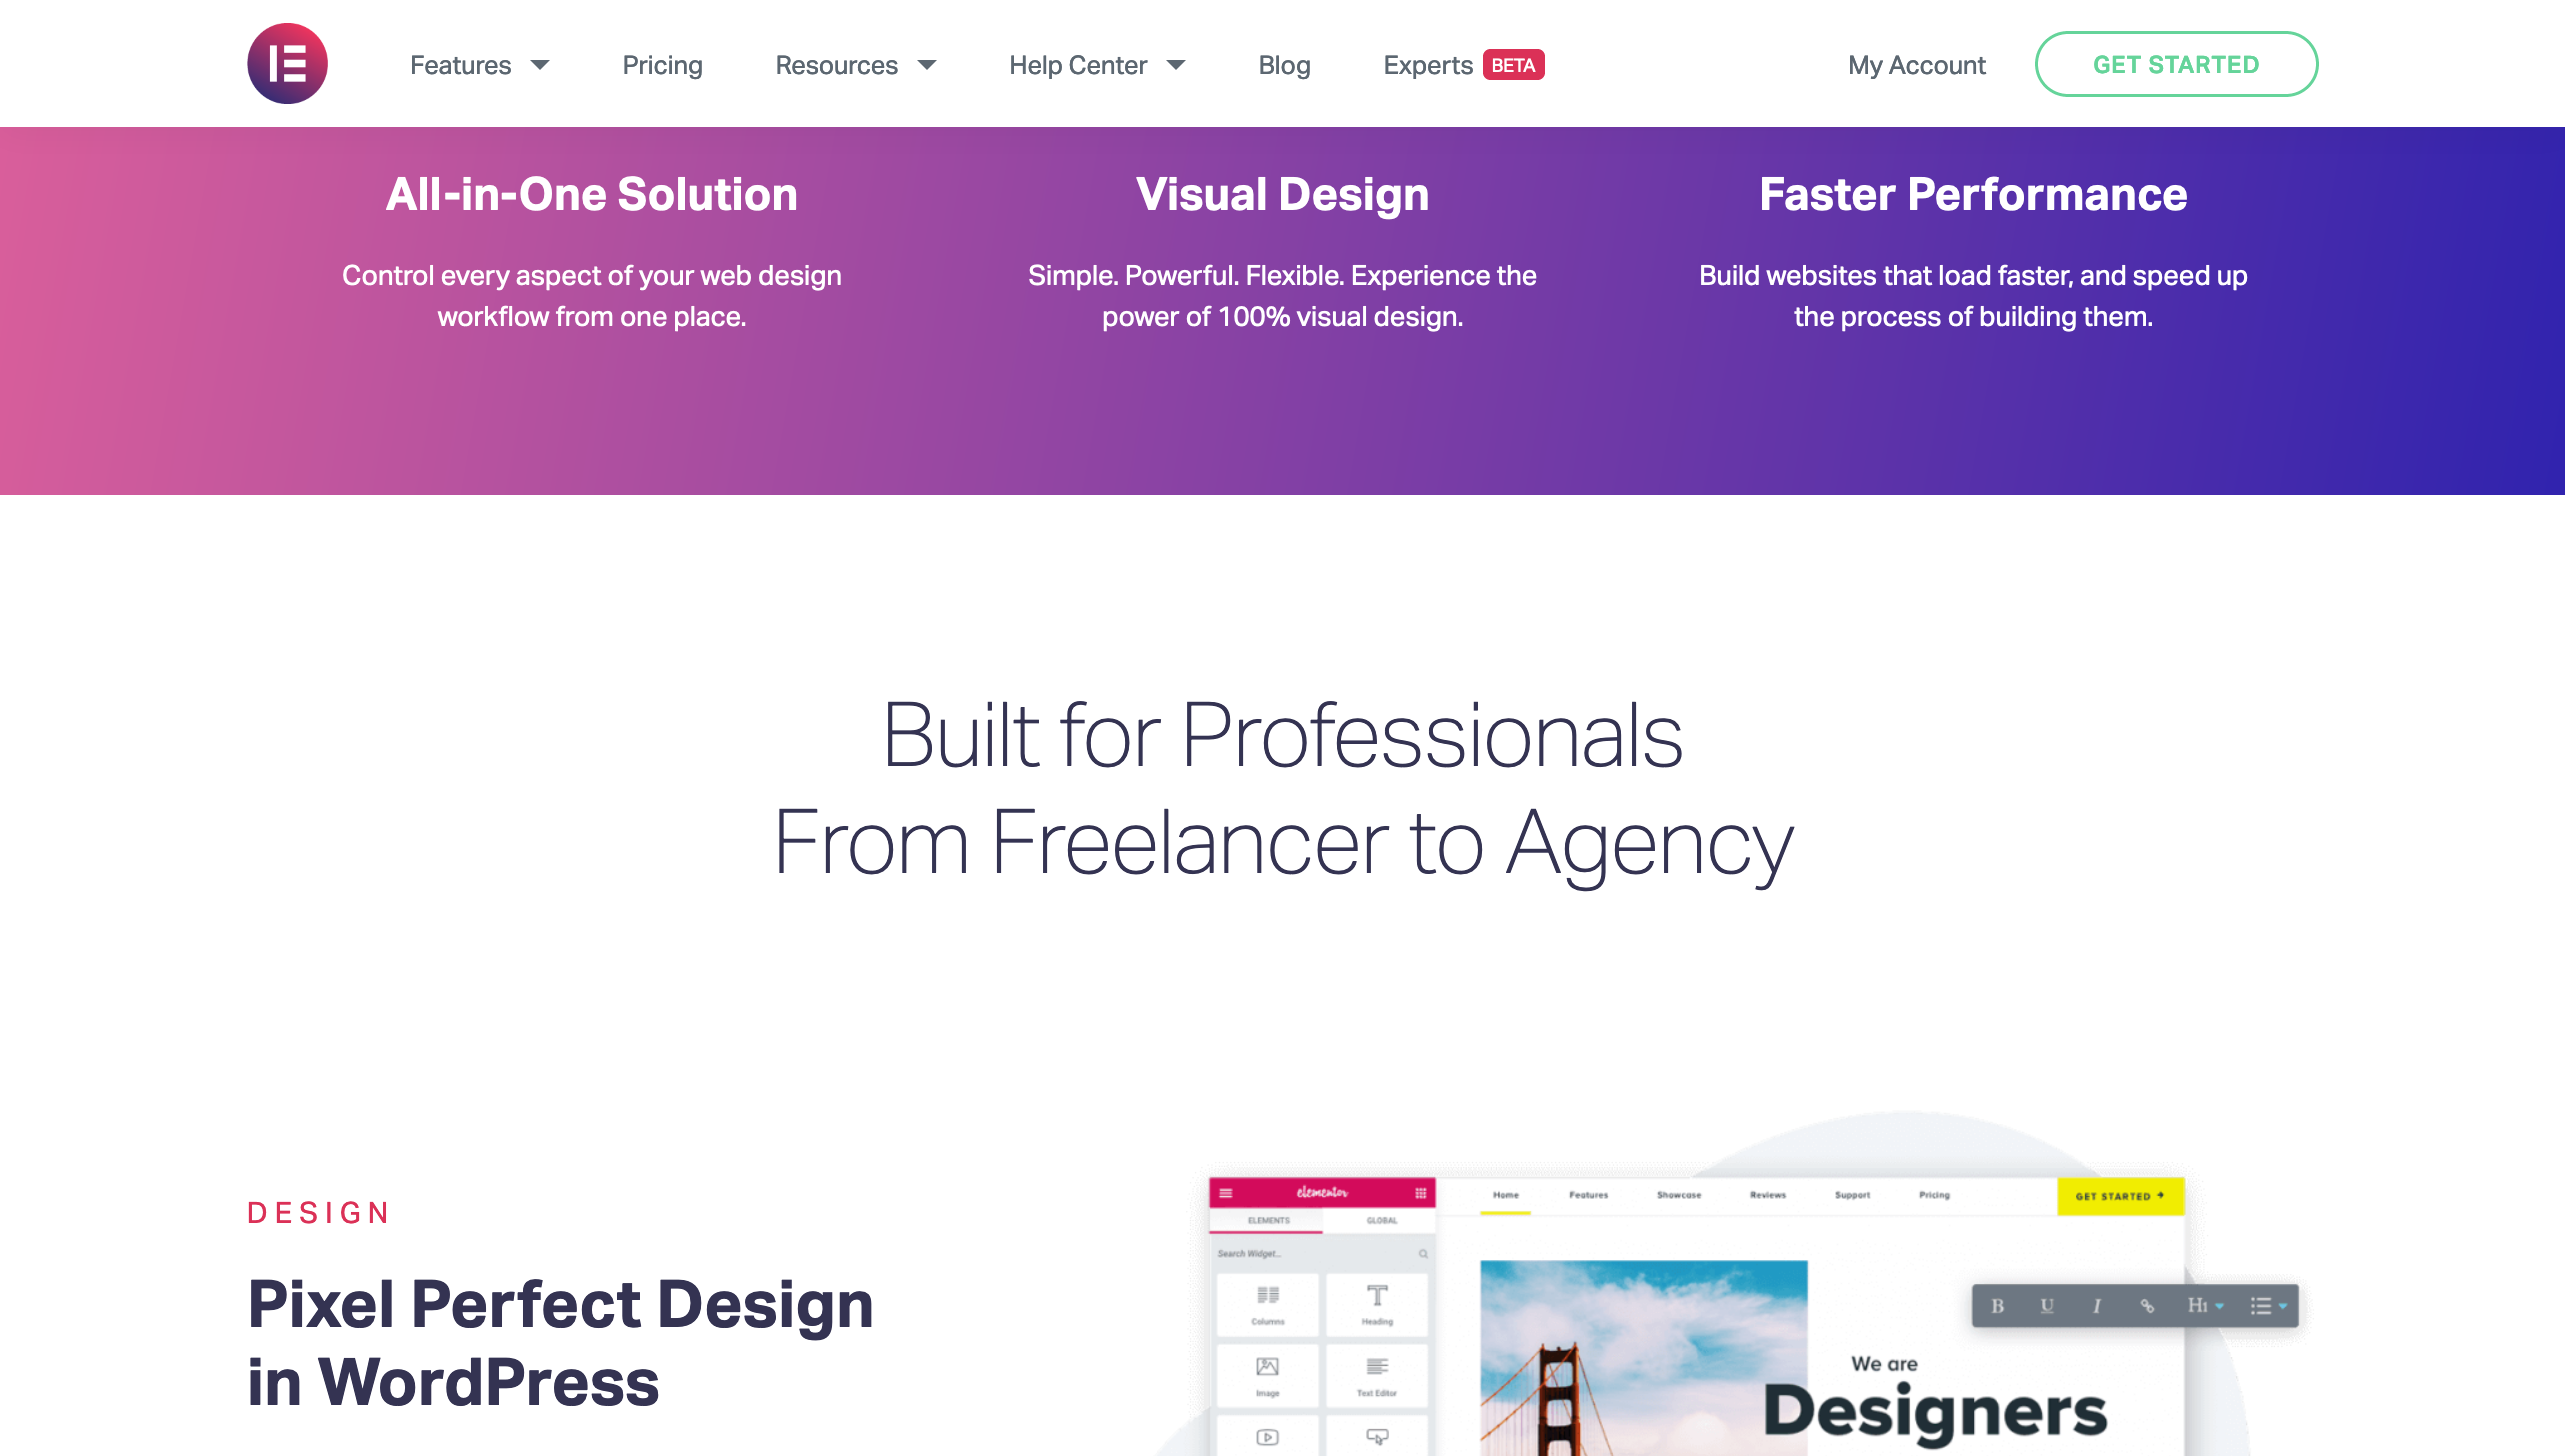 Features
Pricing
Resources
Help Center
Blog
Experts BETA
My Account
GET STARTED
All-in-One Solution
Control every aspect of your web design
workflow from one place.
Visual Design
Simple. Powerful. Flexible. Experience the
power of 100% visual design.
Faster Performance
Build websites that load faster, and speed up
the process of building them.
Built for Professionals
From Freelancer to Agency
DESIGN
Pixel Perfect Design
in WordPress
elementor
ELEMENTS
GLOBAL
Search Widget...
Columns
Heading
Image
Text Editor
Home
Features
Showcase
Reviews
Support
Pricing
GET STARTED
B U I H1
We are
Designers